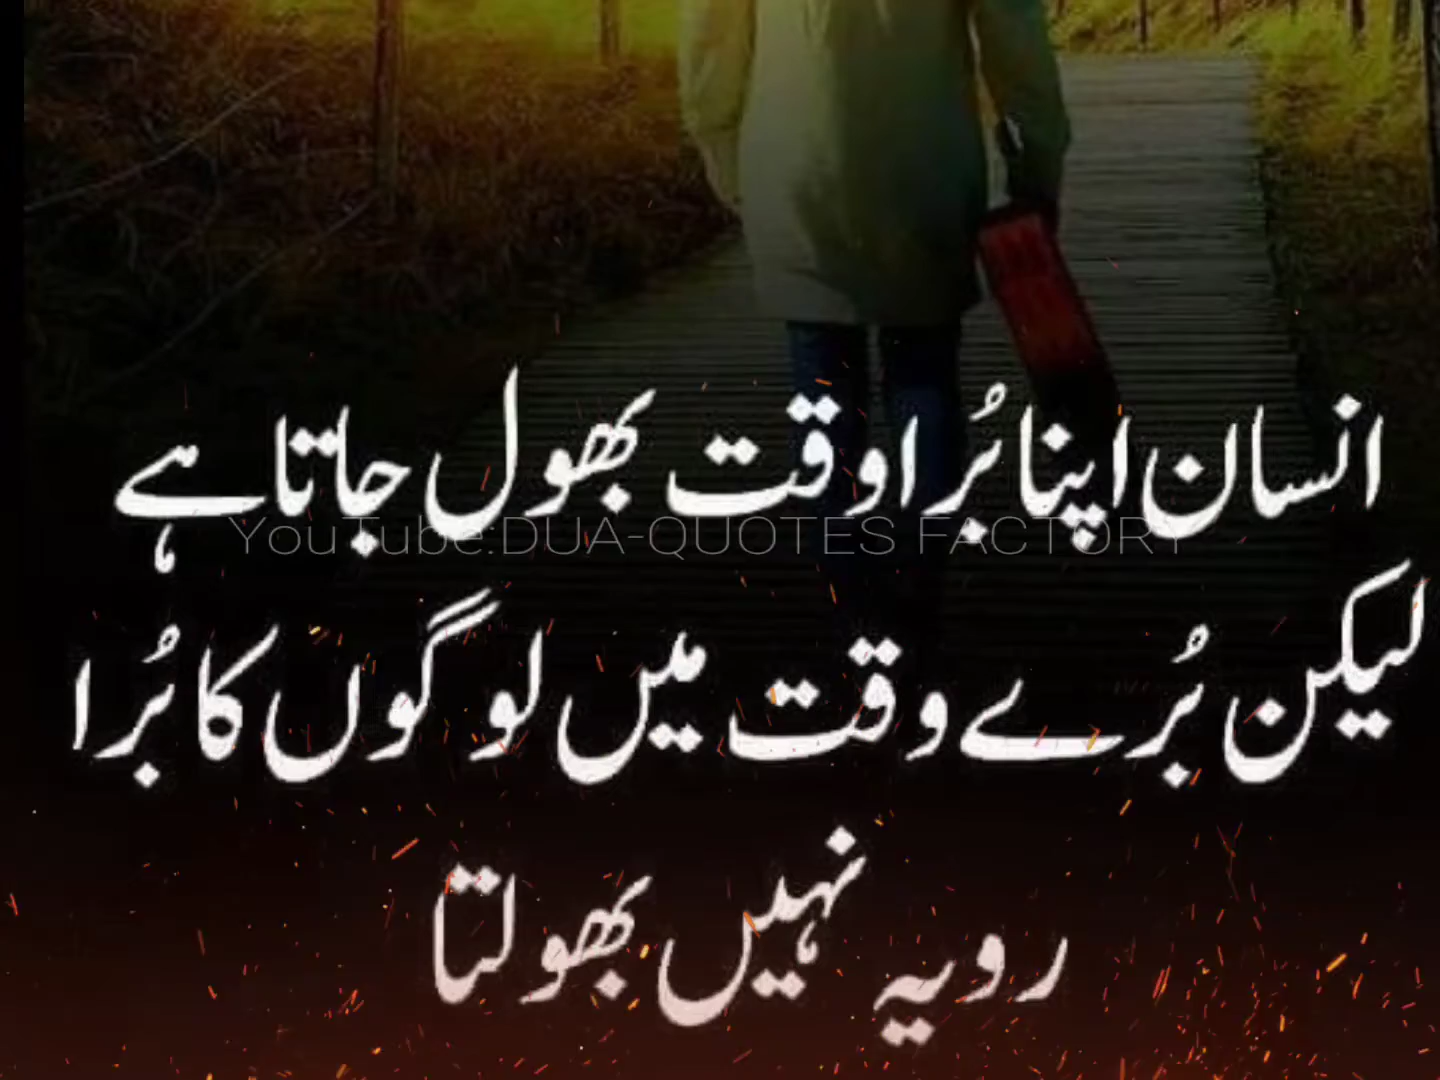 انسان اپنا بُرا وقت بھول جاتا ہے
YouTube:DUA-QUOTES FACTORY
لیکن بُرے وقت میں لوگوں کا بُرا
رویہ نہیں بھولتا